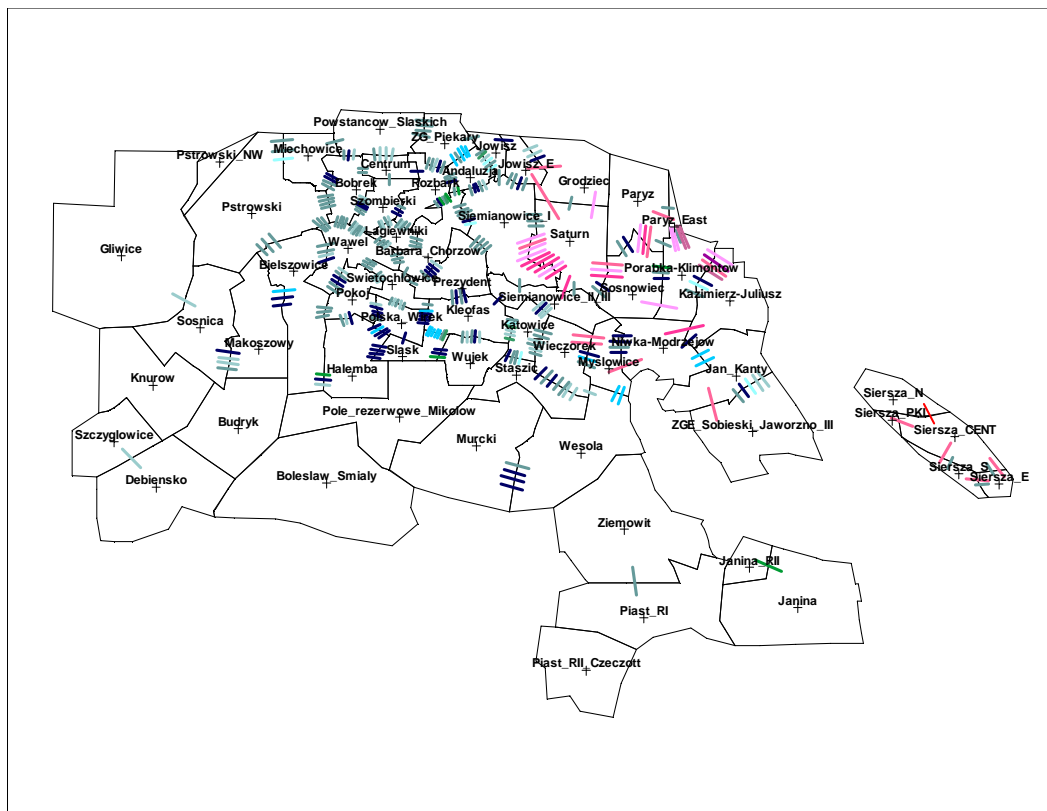 Powstancow_Slaskich
ZG_Piekary
Pstrowski_NW
Miechowice
Jowisz
Centrum
Andaluzja
Jowisz_E
Bobrek
Rozbark
Grodziec
Paryz
Pstrowski
Szombierki
Siemianowice_I
Paryz_East
Lagiewniki
Saturn
Gliwice
Wawel
Barbara_Chorzow
Bielszowice
Porabka-Klimontow
Swietochlowice
Prezydent
Sosnowiec
Pokoj
Siemianowice_II/III
Kazimierz-Juliusz
Kleofas
Polska_Wirek
Sosnica
Katowice
Makoszowy
Slask
Wujek
Wieczorek
Niwka-Modrzejow
Halemba
Staszic
Myslowice
Jan_Kanty
Knurow
Siersza_N
Budryk
Pole_rezerwowe_Mikolow
Siersza_PKL
ZGE_Sobieski_Jaworzno_III
Siersza_CENT
Szczyglowice
Murcki
Wesola
Siersza_S
Siersza_E
Debiensko
Boleslaw_Smialy
Ziemowit
Janina_RII
Janina
Piast_RI
Piast_RII_Czeczott